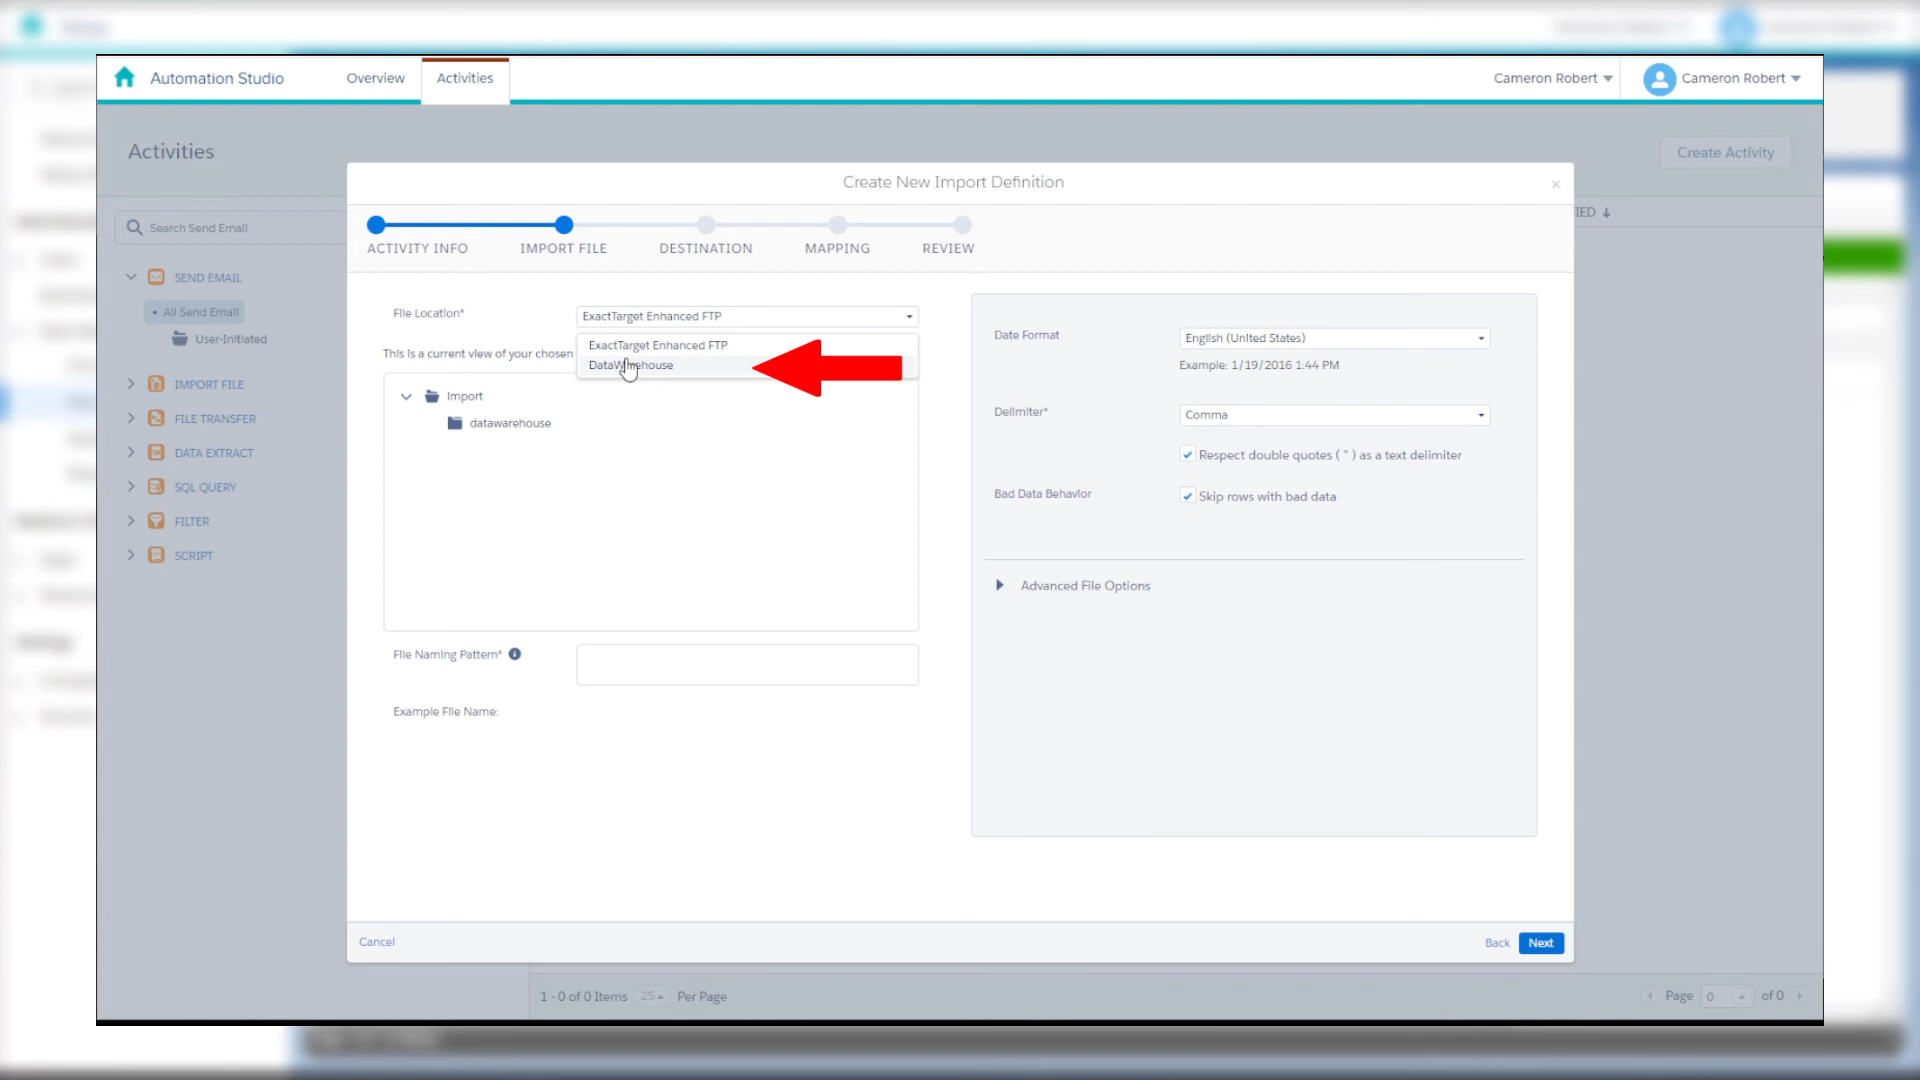 Automation Studio
Overview
Activities
Cameron Robert
Cameron Robert
Activities
Create Activity
Create New Import Definition
×
ACTIVITY INFO
IMPORT FILE
DESTINATION
MAPPING
REVIEW
IED
Search Send Email
SEND EMAIL
All Send Email
User-Initiated
IMPORT FILE
FILE TRANSFER
DATA EXTRACT
SQL QUERY
FILTER
SCRIPT
File Location*
ExactTarget Enhanced FTP
ExactTarget Enhanced FTP
DataWarehouse
This is a current view of your chosen
Import
datawarehouse
File Naming Pattern*
Example File Name:
Date Format
English (United States)
Example: 1/19/2016 1:44 PM
Delimiter*
Comma
Respect double quotes ( " ) as a text delimiter
Bad Data Behavior
Skip rows with bad data
Advanced File Options
Cancel
Back
Next
1 - 0 of 0 Items
25
Per Page
Page
0
of 0